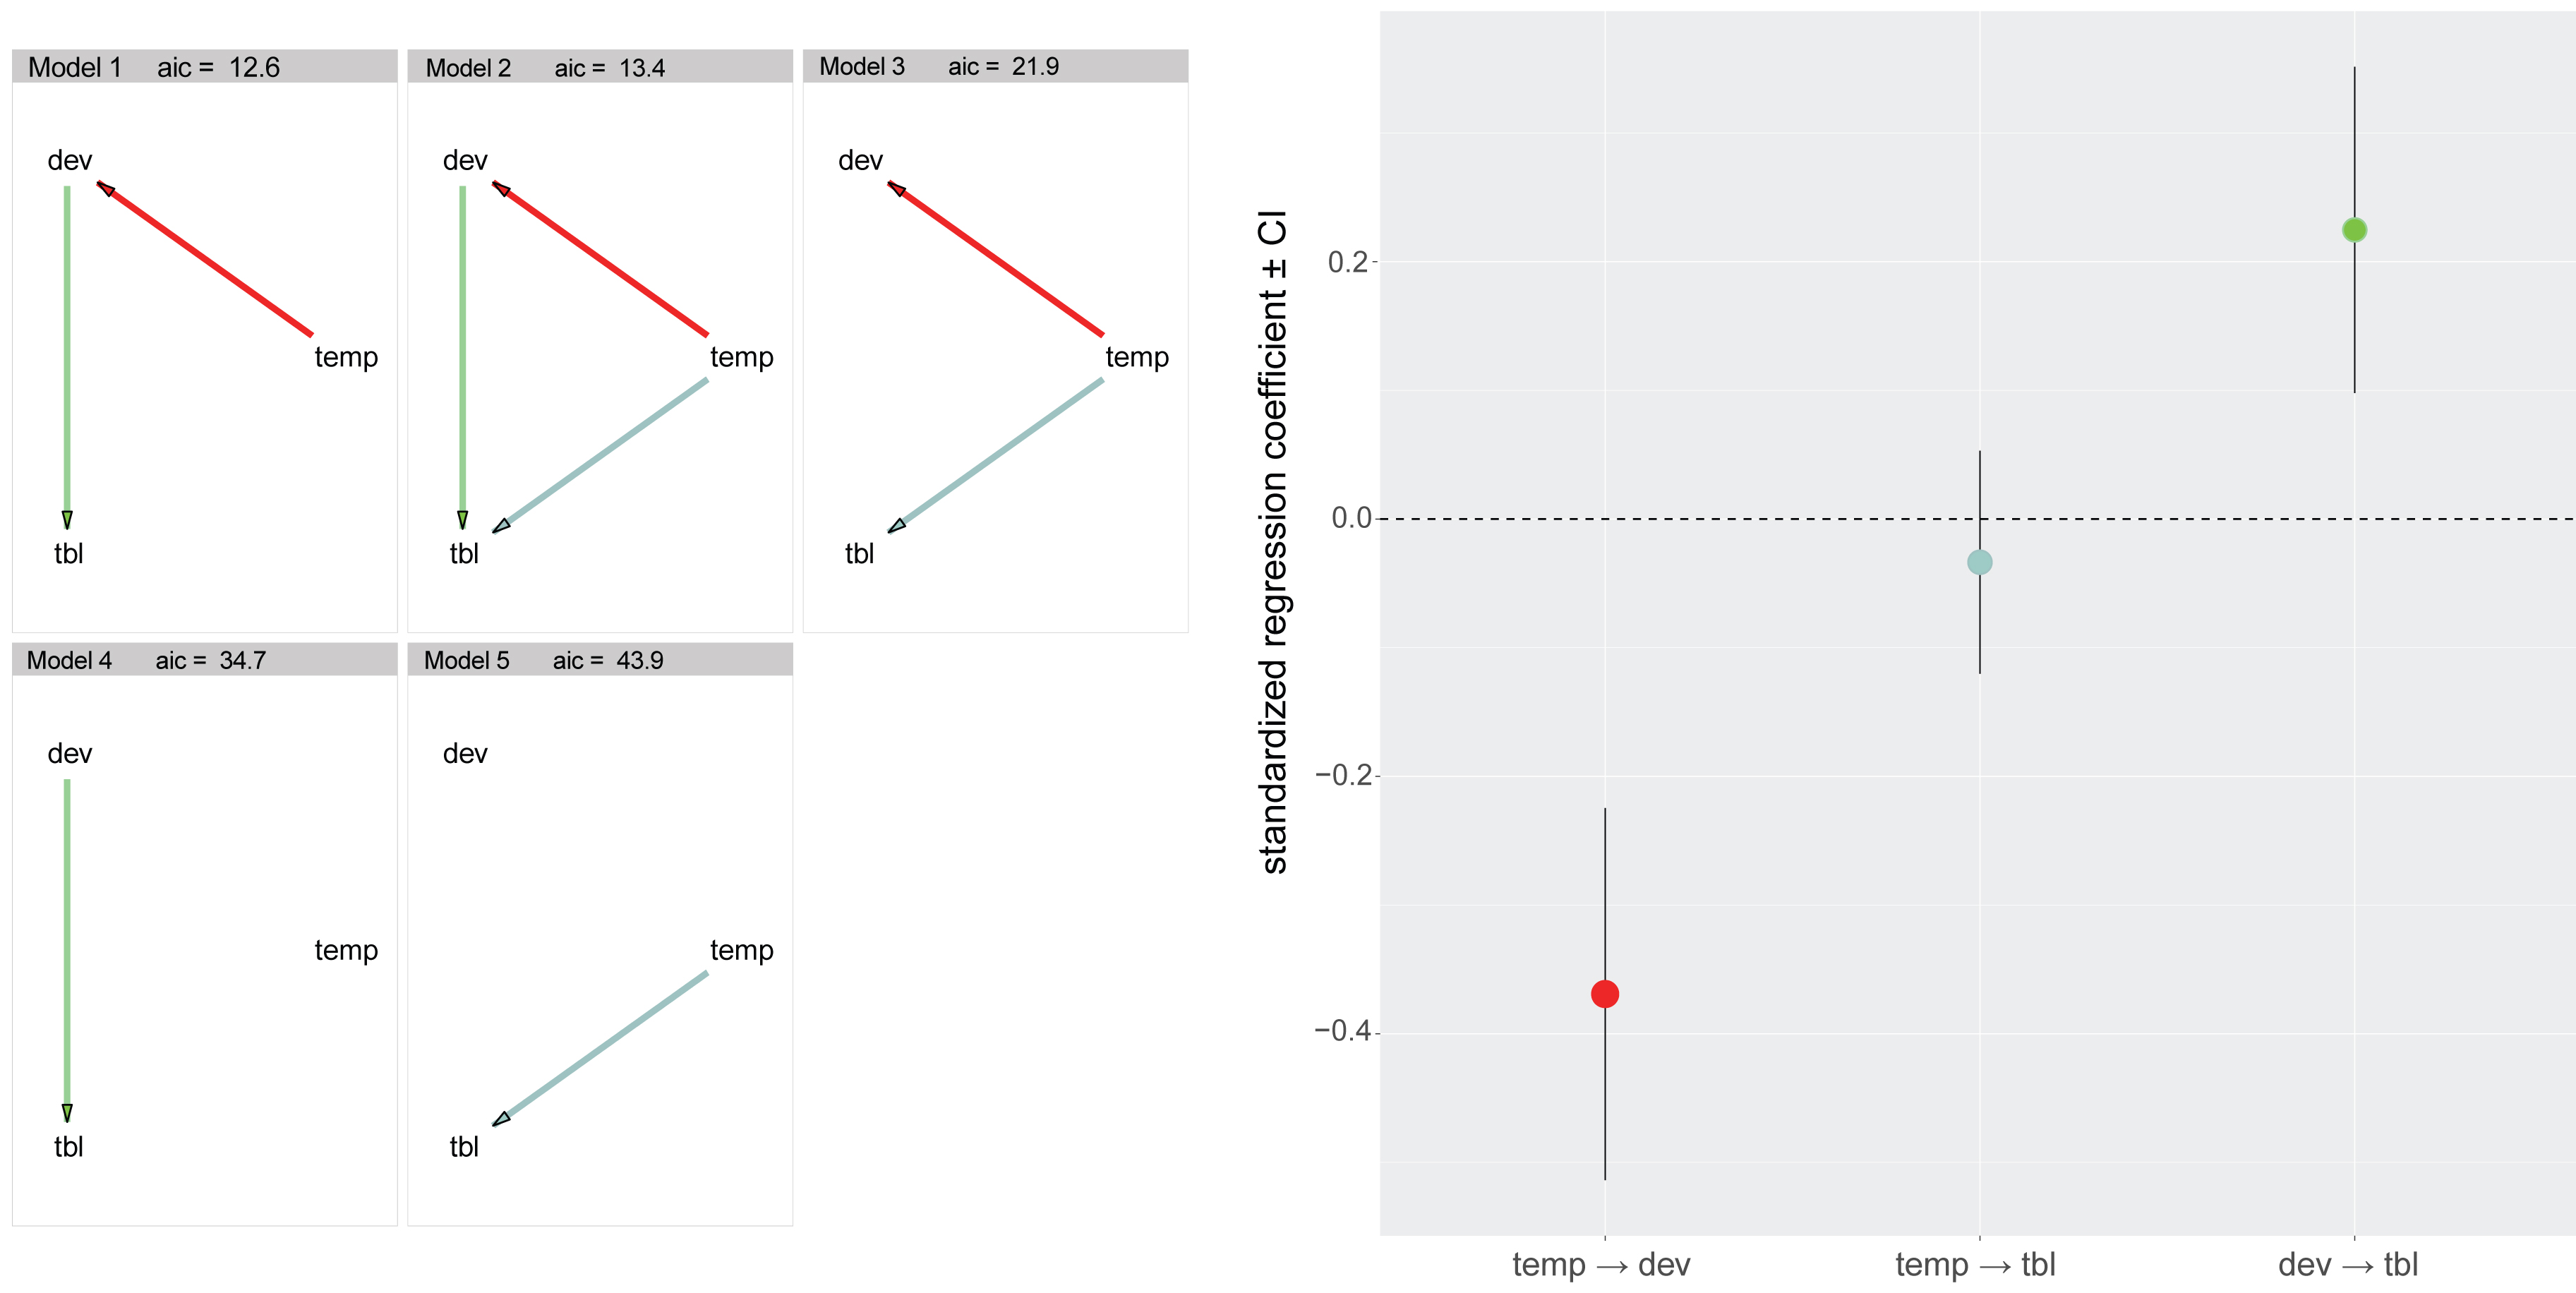 Model 1 aic = 12.6
dev
temp
tbl
Model 2 aic = 13.4
dev
temp
tbl
Model 3 aic = 21.9
dev
temp
tbl
Model 4 aic = 34.7
dev
temp
tbl
Model 5 aic = 43.9
dev
temp
tbl
standardized regression coefficient ± CI
0.2
0.0
−0.2
−0.4
temp → dev
temp → tbl
dev → tbl